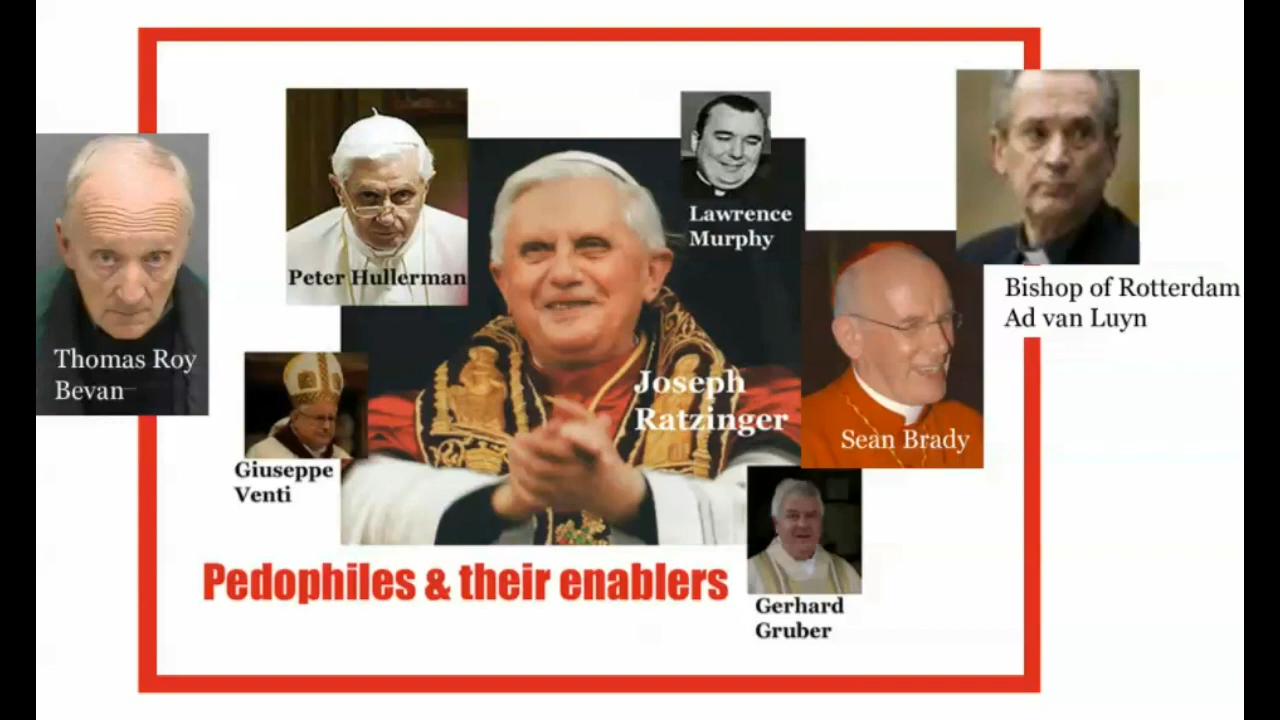 Lawrence
Murphy
Peter Hullerman
Bishop of Rotterdam
Ad van Luyn
Thomas Roy
Bevan
Joseph
Ratzinger
Sean Brady
Giuseppe
Venti
Pedophiles & their enablers
Gerhard
Gruber